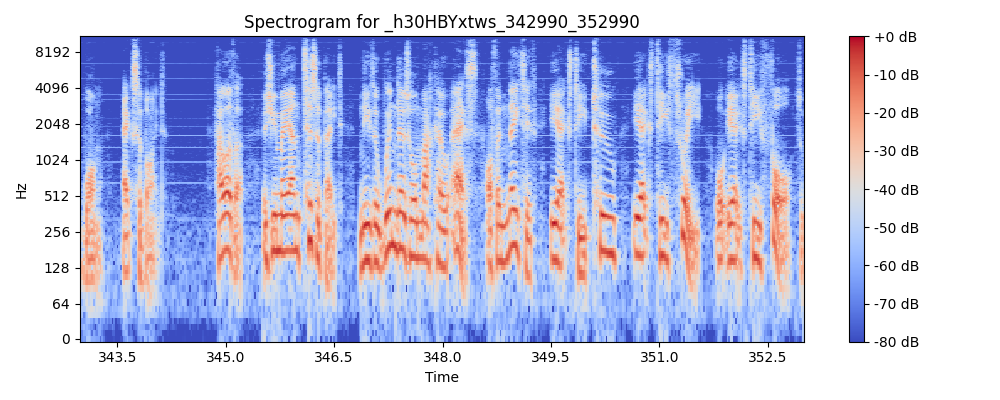 Spectrogram for _h30HBYxtws_342990_352990
8192
4096
2048
1024
512
256
128
64
0
Hz
343.5 345.0 346.5 348.0 349.5 351.0 352.5
Time
+0 dB
-10 dB
-20 dB
-30 dB
-40 dB
-50 dB
-60 dB
-70 dB
-80 dB